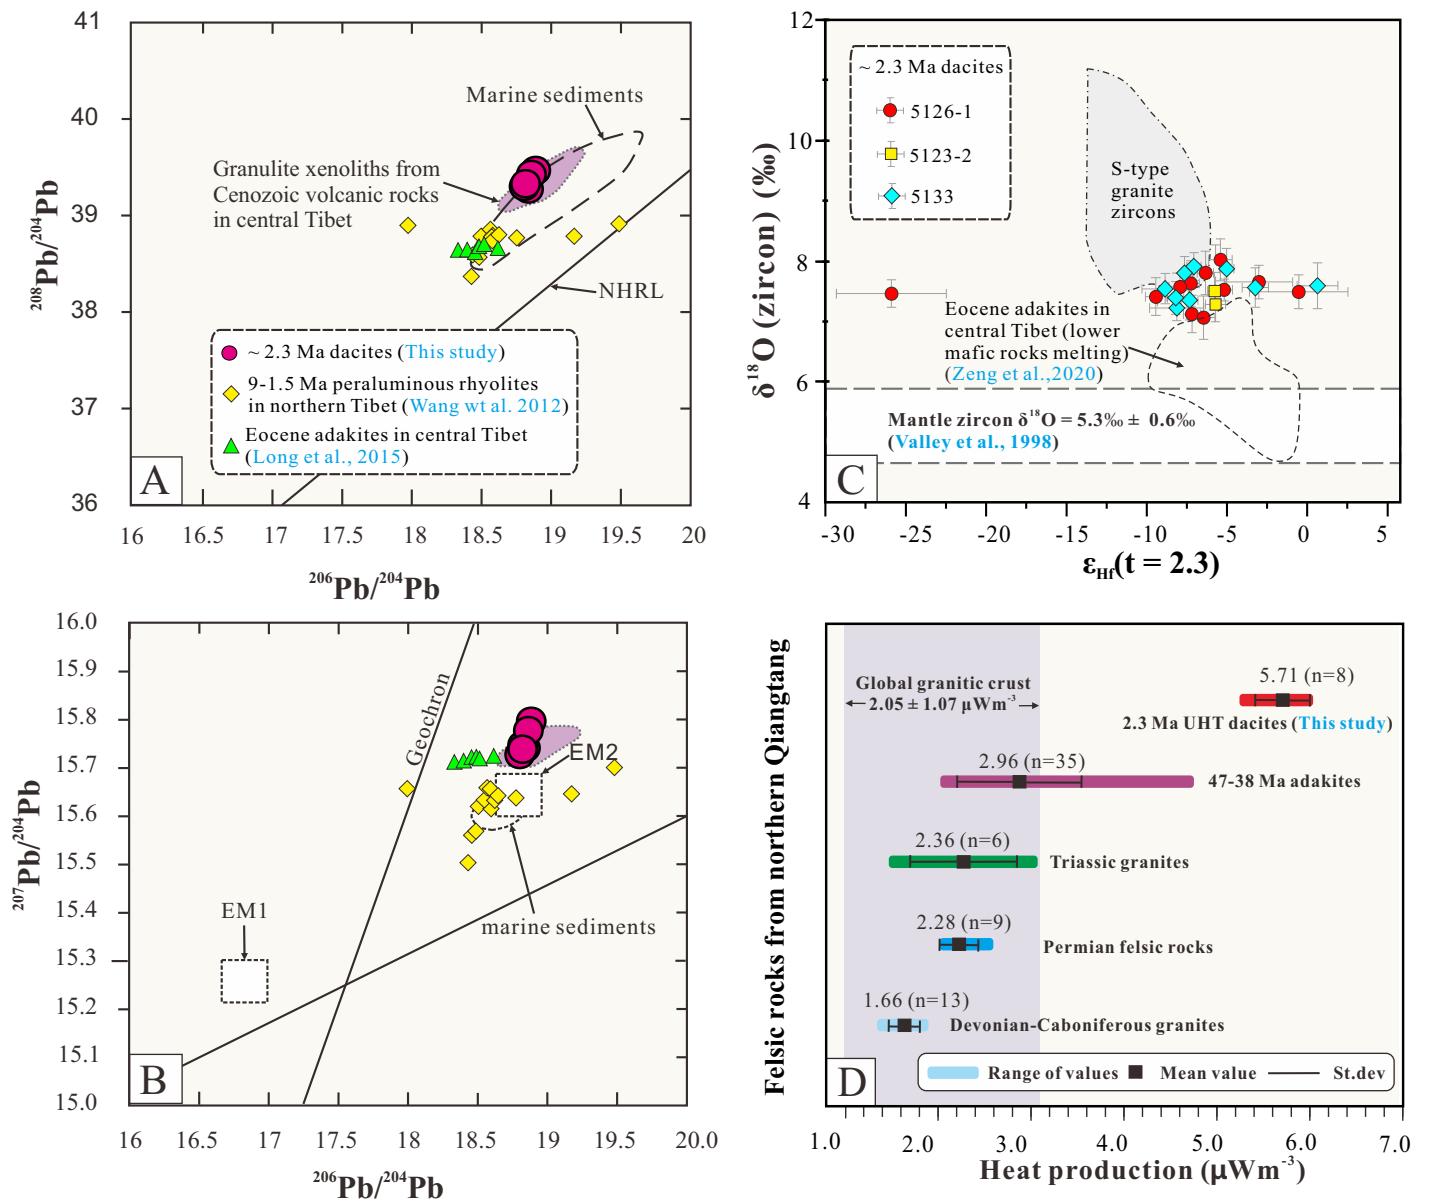 41
40
39
38
37
36
²⁰⁸Pb/²⁰⁴Pb
Marine sediments
Granulite xenoliths from
Cenozoic volcanic rocks
in central Tibet
NHRL
~ 2.3 Ma dacites (This study)
9-1.5 Ma peraluminous rhyolites
in northern Tibet (Wang wt al. 2012)
Eocene adakites in central Tibet
(Long et al., 2015)
A
16 16.5 17 17.5 18 18.5 19 19.5 20
²⁰⁶Pb/²⁰⁴Pb
12
10
8
6
4
δ¹⁸O (zircon) (‰)
~ 2.3 Ma dacites
5126-1
5123-2
5133
S-type
granite
zircons
Eocene adakites in
central Tibet (lower
mafic rocks melting)
(Zeng et al.,2020)
Mantle zircon δ¹⁸O = 5.3‰ ± 0.6‰
(Valley et al., 1998)
C
-30 -25 -20 -15 -10 -5 0 5
εHf(t = 2.3)
16.0
15.9
15.8
15.7
15.6
15.5
15.4
15.3
15.2
15.1
15.0
²⁰⁷Pb/²⁰⁴Pb
Geochron
EM2
EM1
marine sediments
B
16 16.5 17 17.5 18 18.5 19 19.5 20.0
²⁰⁶Pb/²⁰⁴Pb
Felsic rocks from northern Qiangtang
Global granitic crust
2.05 ± 1.07 μWm⁻³
5.71 (n=8)
2.3 Ma UHT dacites (This study)
2.96 (n=35)
47-38 Ma adakites
2.36 (n=6)
Triassic granites
2.28 (n=9)
Permian felsic rocks
1.66 (n=13)
Devonian-Caboniferous granites
Range of values Mean value St.dev
D
1.0 2.0 3.0 4.0 5.0 6.0 7.0
Heat production (μWm⁻³)